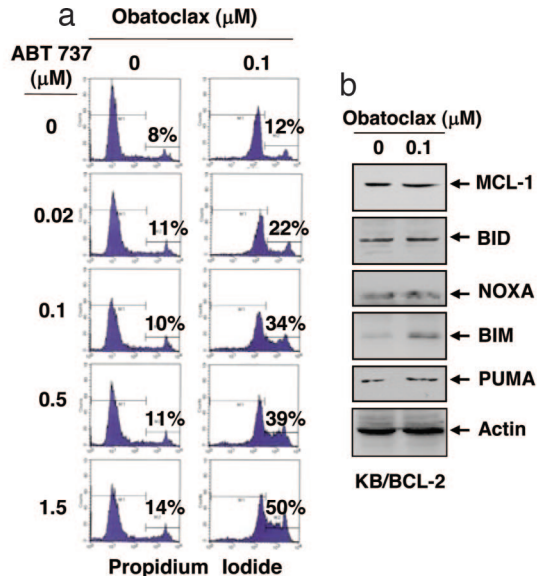 a
Obatoclax (μM)
ABT 737
(μM)
0 0.1
0 8% 12%
0.02 11% 22%
0.1 10% 34%
0.5 11% 39%
1.5 14% 50%
Propidium Iodide
b
Obatoclax (μM)
0 0.1
MCL-1
BID
NOXA
BIM
PUMA
Actin
KB/BCL-2